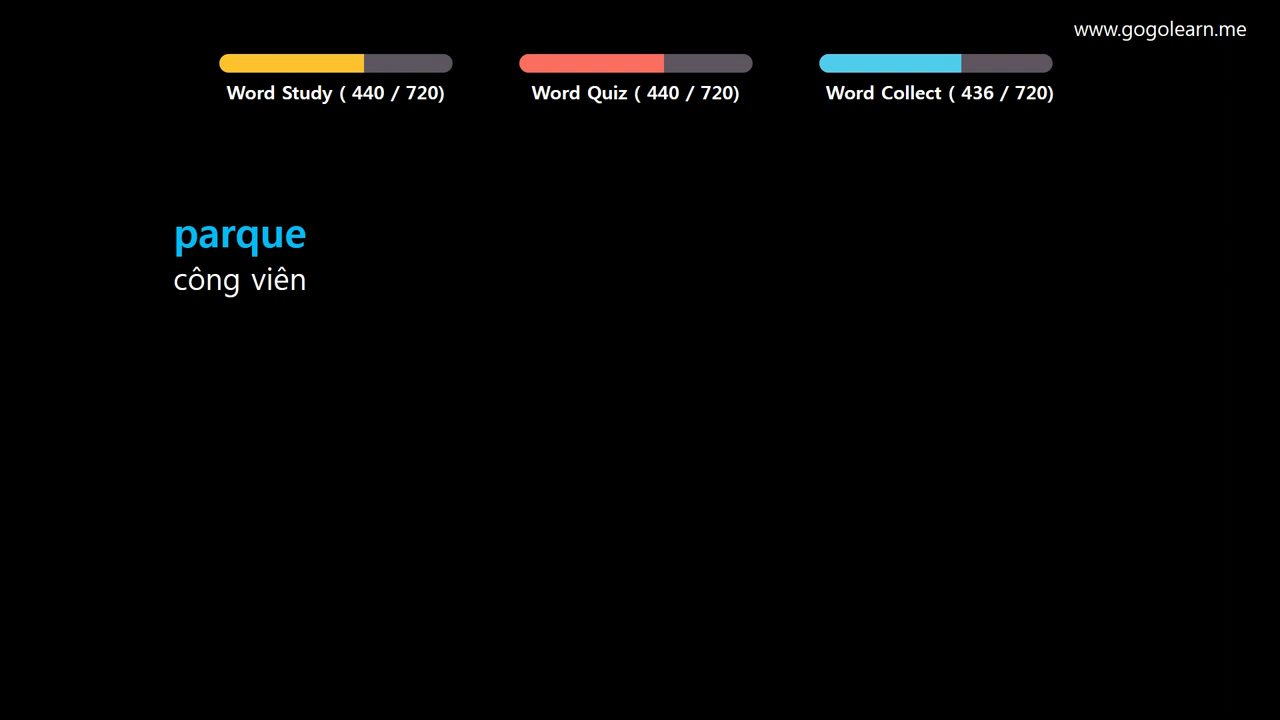 www.gogolearn.me
Word Study ( 440 / 720)
Word Quiz ( 440 / 720)
Word Collect ( 436 / 720)
parque
công viên